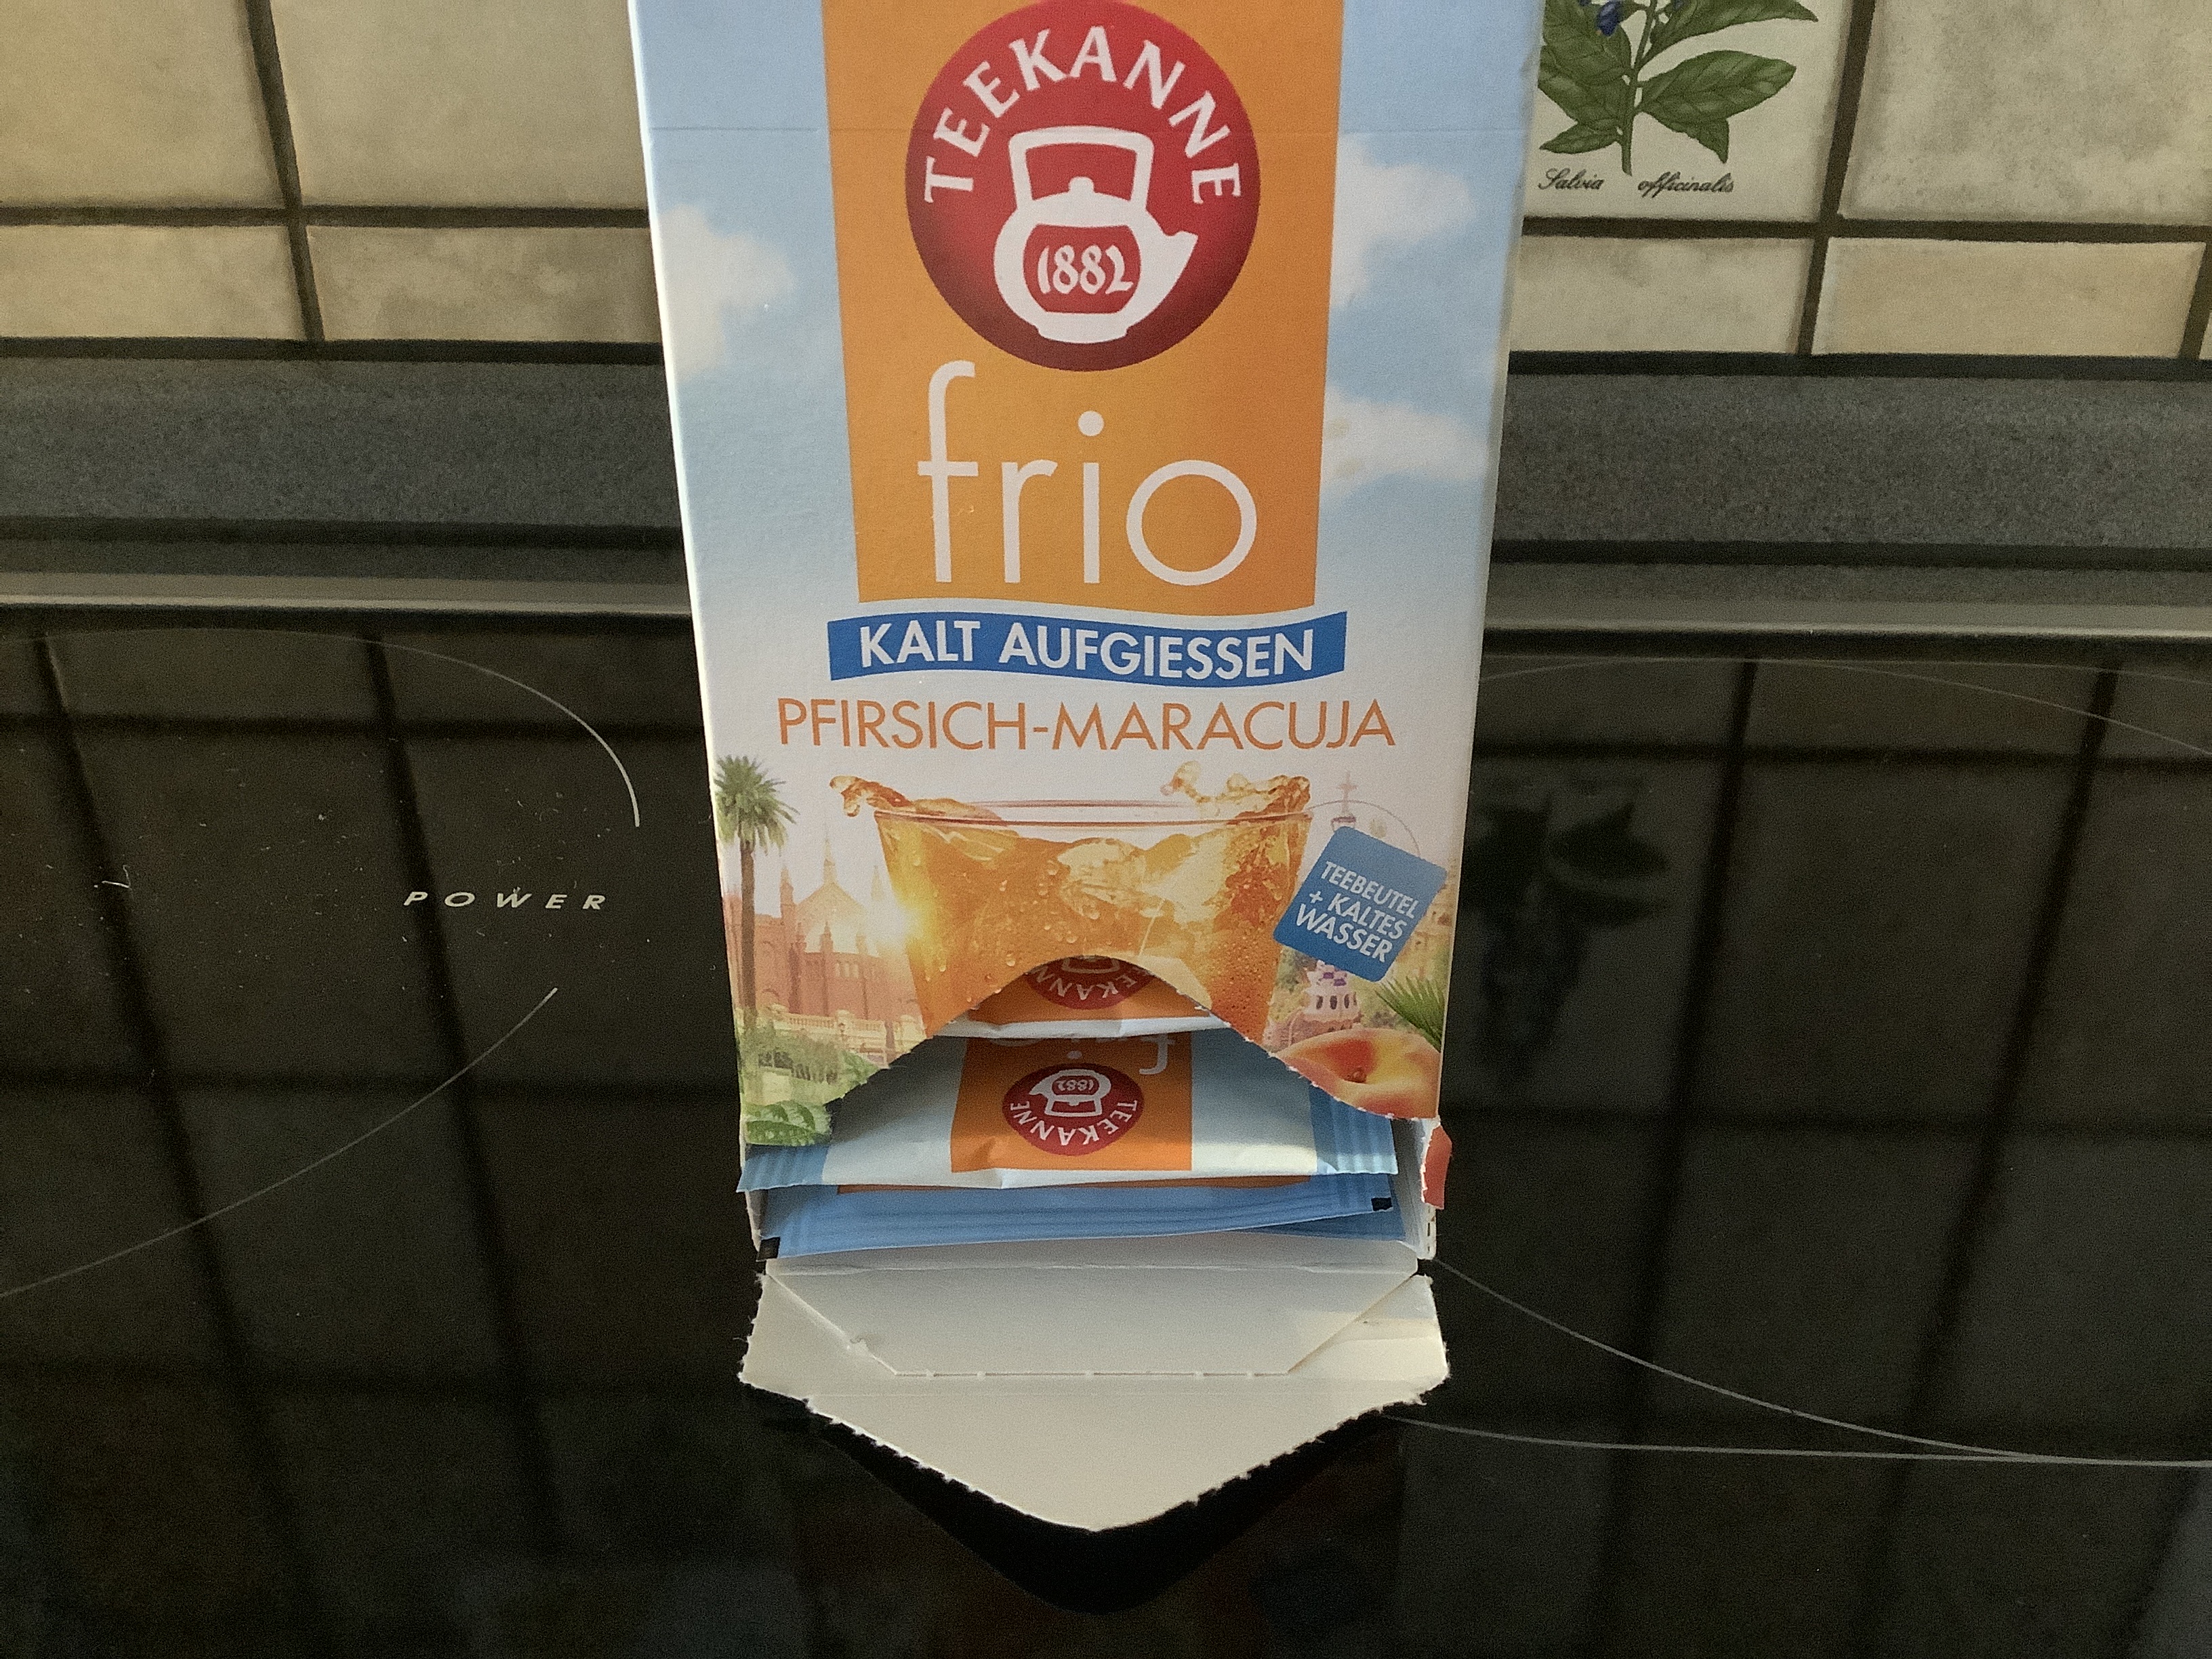 TEEKANNE
1882
frio
KALT AUFGIESSEN
PFIRSICH-MARACUJA
TEEBEUTEL
+ KALTES
WASSER
Salvia officinalis
POWER
TEEKANNE
1882